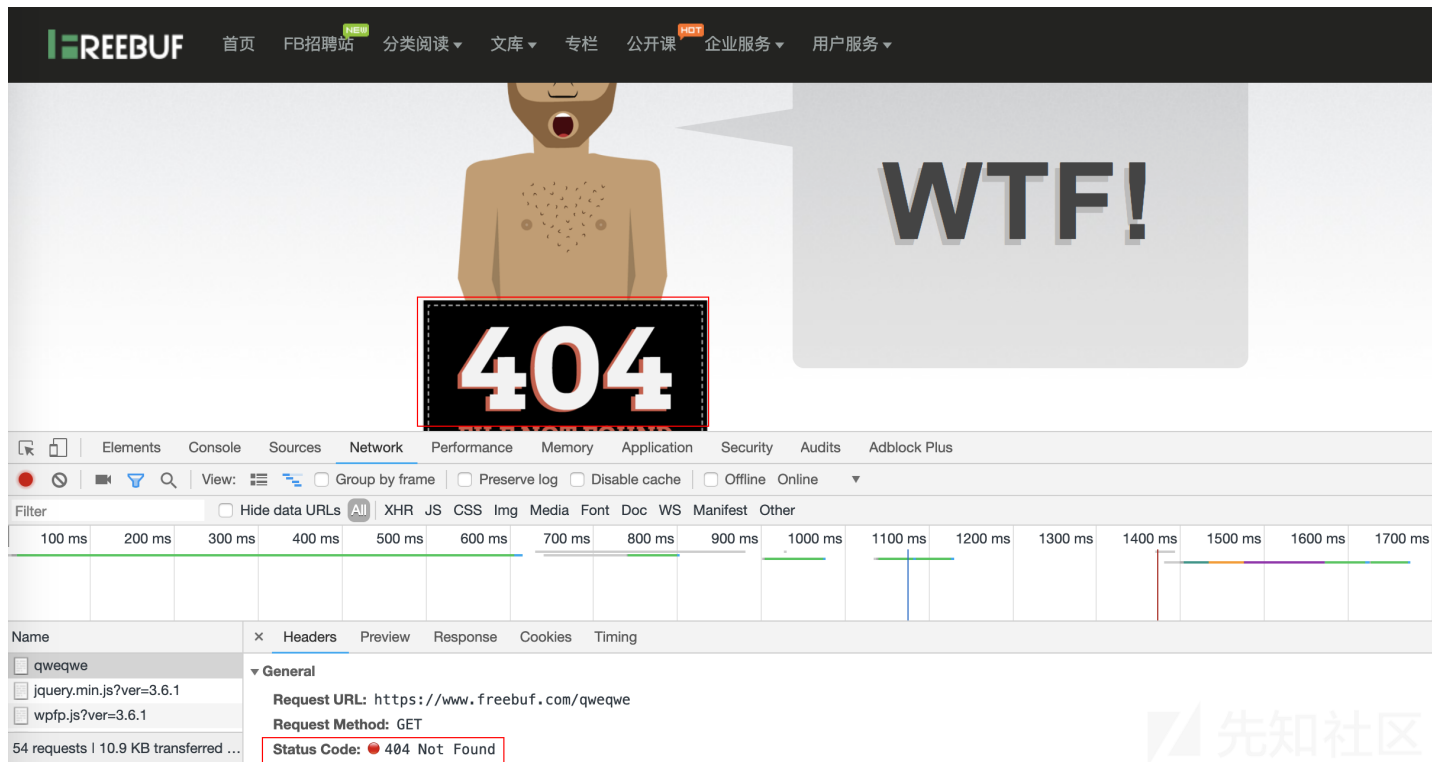 FREEBUF 首页 FB招聘站 NEW 分类阅读 文库 专栏 公开课 HOT 企业服务 用户服务
WTF!
404
FILE NOT FOUND
Elements Console Sources Network Performance Memory Application Security Audits Adblock Plus
View: Group by frame Preserve log Disable cache Offline Online
Filter Hide data URLs All XHR JS CSS Img Media Font Doc WS Manifest Other
100 ms 200 ms 300 ms 400 ms 500 ms 600 ms 700 ms 800 ms 900 ms 1000 ms 1100 ms 1200 ms 1300 ms 1400 ms 1500 ms 1600 ms 1700 ms
Name × Headers Preview Response Cookies Timing
qweqwe
General
jquery.min.js?ver=3.6.1
Request URL: https://www.freebuf.com/qweqwe
wpfp.js?ver=3.6.1
Request Method: GET
54 requests | 10.9 KB transferred ...
Status Code: 404 Not Found
先知社区